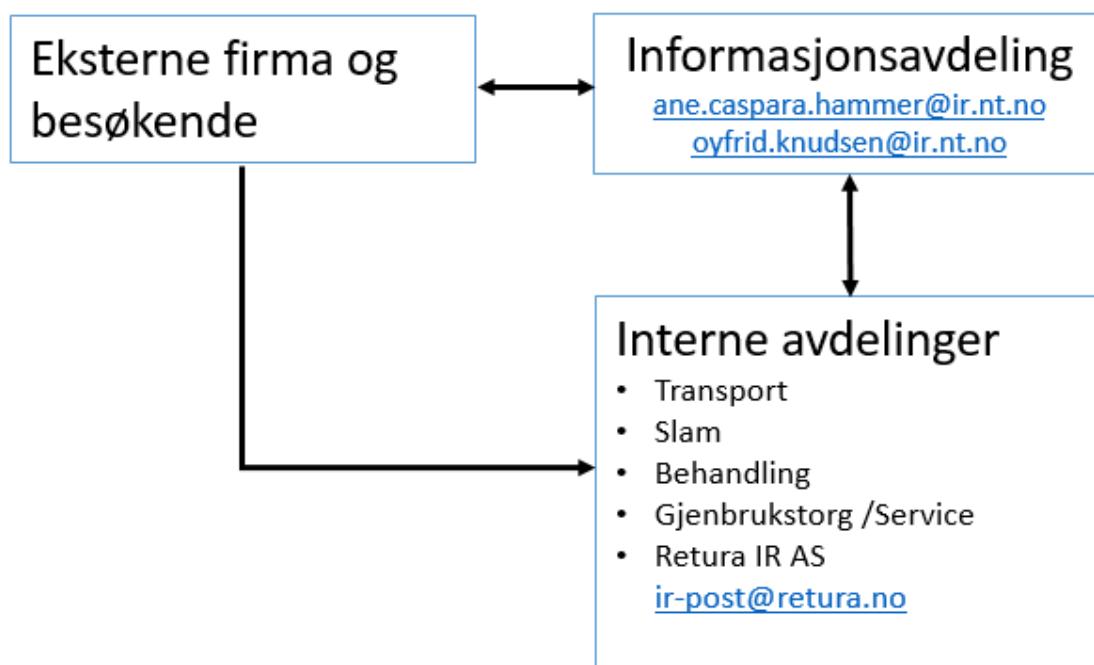 Eksterne firma og
besøkende
Informasjonsavdeling
ane.caspara.hammer@ir.nt.no
oyfrid.knudsen@ir.nt.no
Interne avdelinger
• Transport
• Slam
• Behandling
• Gjenbrukstorg /Service
• Retura IR AS
ir-post@retura.no